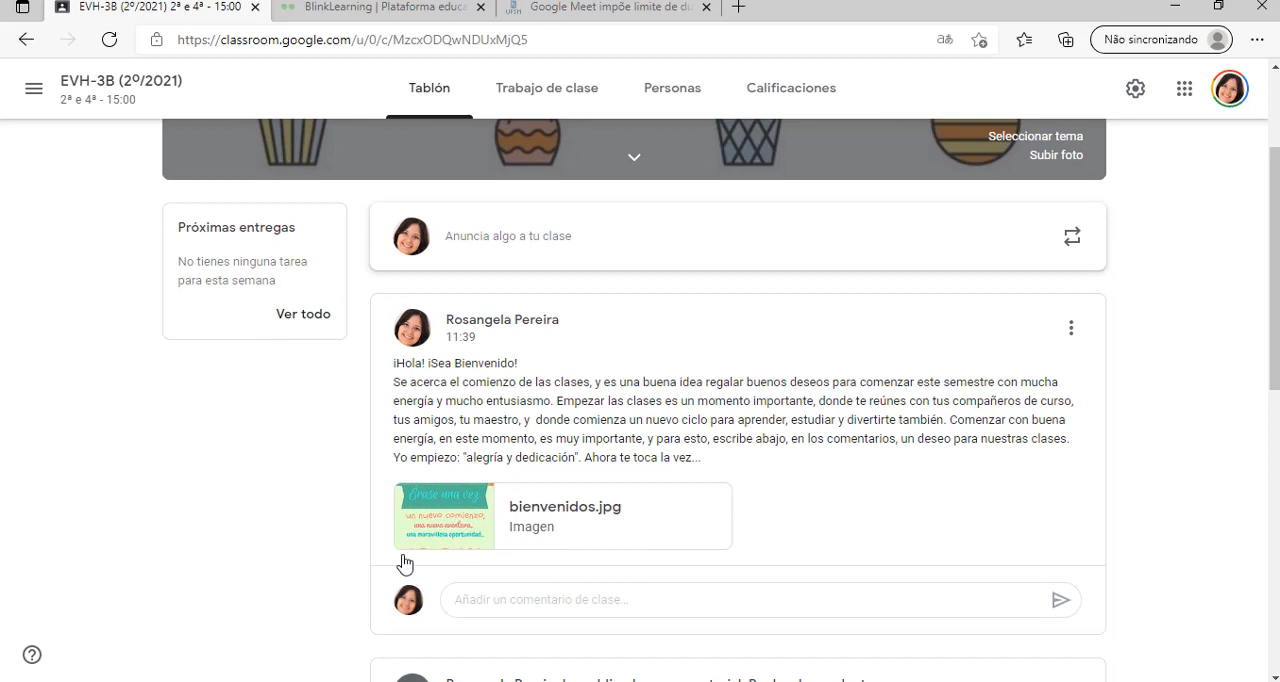 EVH-3B (2º/2021) 2ª e 4ª - 15:00
BlinkLearning | Plataforma educa
Google Meet impõe limite de du
https://classroom.google.com/u/0/c/MzcxODQwNDUxMjQ5
aあ
Não sincronizando
EVH-3B (2º/2021)
2ª e 4ª - 15:00
Tablón
Trabajo de clase
Personas
Calificaciones
Seleccionar tema
Subir foto
Próximas entregas
No tienes ninguna tarea
para esta semana
Ver todo
Anuncia algo a tu clase
Rosangela Pereira
11:39
¡Hola! ¡Sea Bienvenido!
Se acerca el comienzo de las clases, y es una buena idea regalar buenos deseos para comenzar este semestre con mucha
energía y mucho entusiasmo. Empezar las clases es un momento importante, donde te reúnes con tus compañeros de curso,
tus amigos, tu maestro, y  donde comienza un nuevo ciclo para aprender, estudiar y divertirte también. Comenzar con buena
energía, en este momento, es muy importante, y para esto, escribe abajo, en los comentarios, un deseo para nuestras clases.
Yo empiezo: "alegría y dedicación". Ahora te toca la vez...
Érase una vez
un nuevo comienzo,
una nueva aventura,
una maravillosa oportunidad...
bienvenidos.jpg
Imagen
Añadir un comentario de clase...